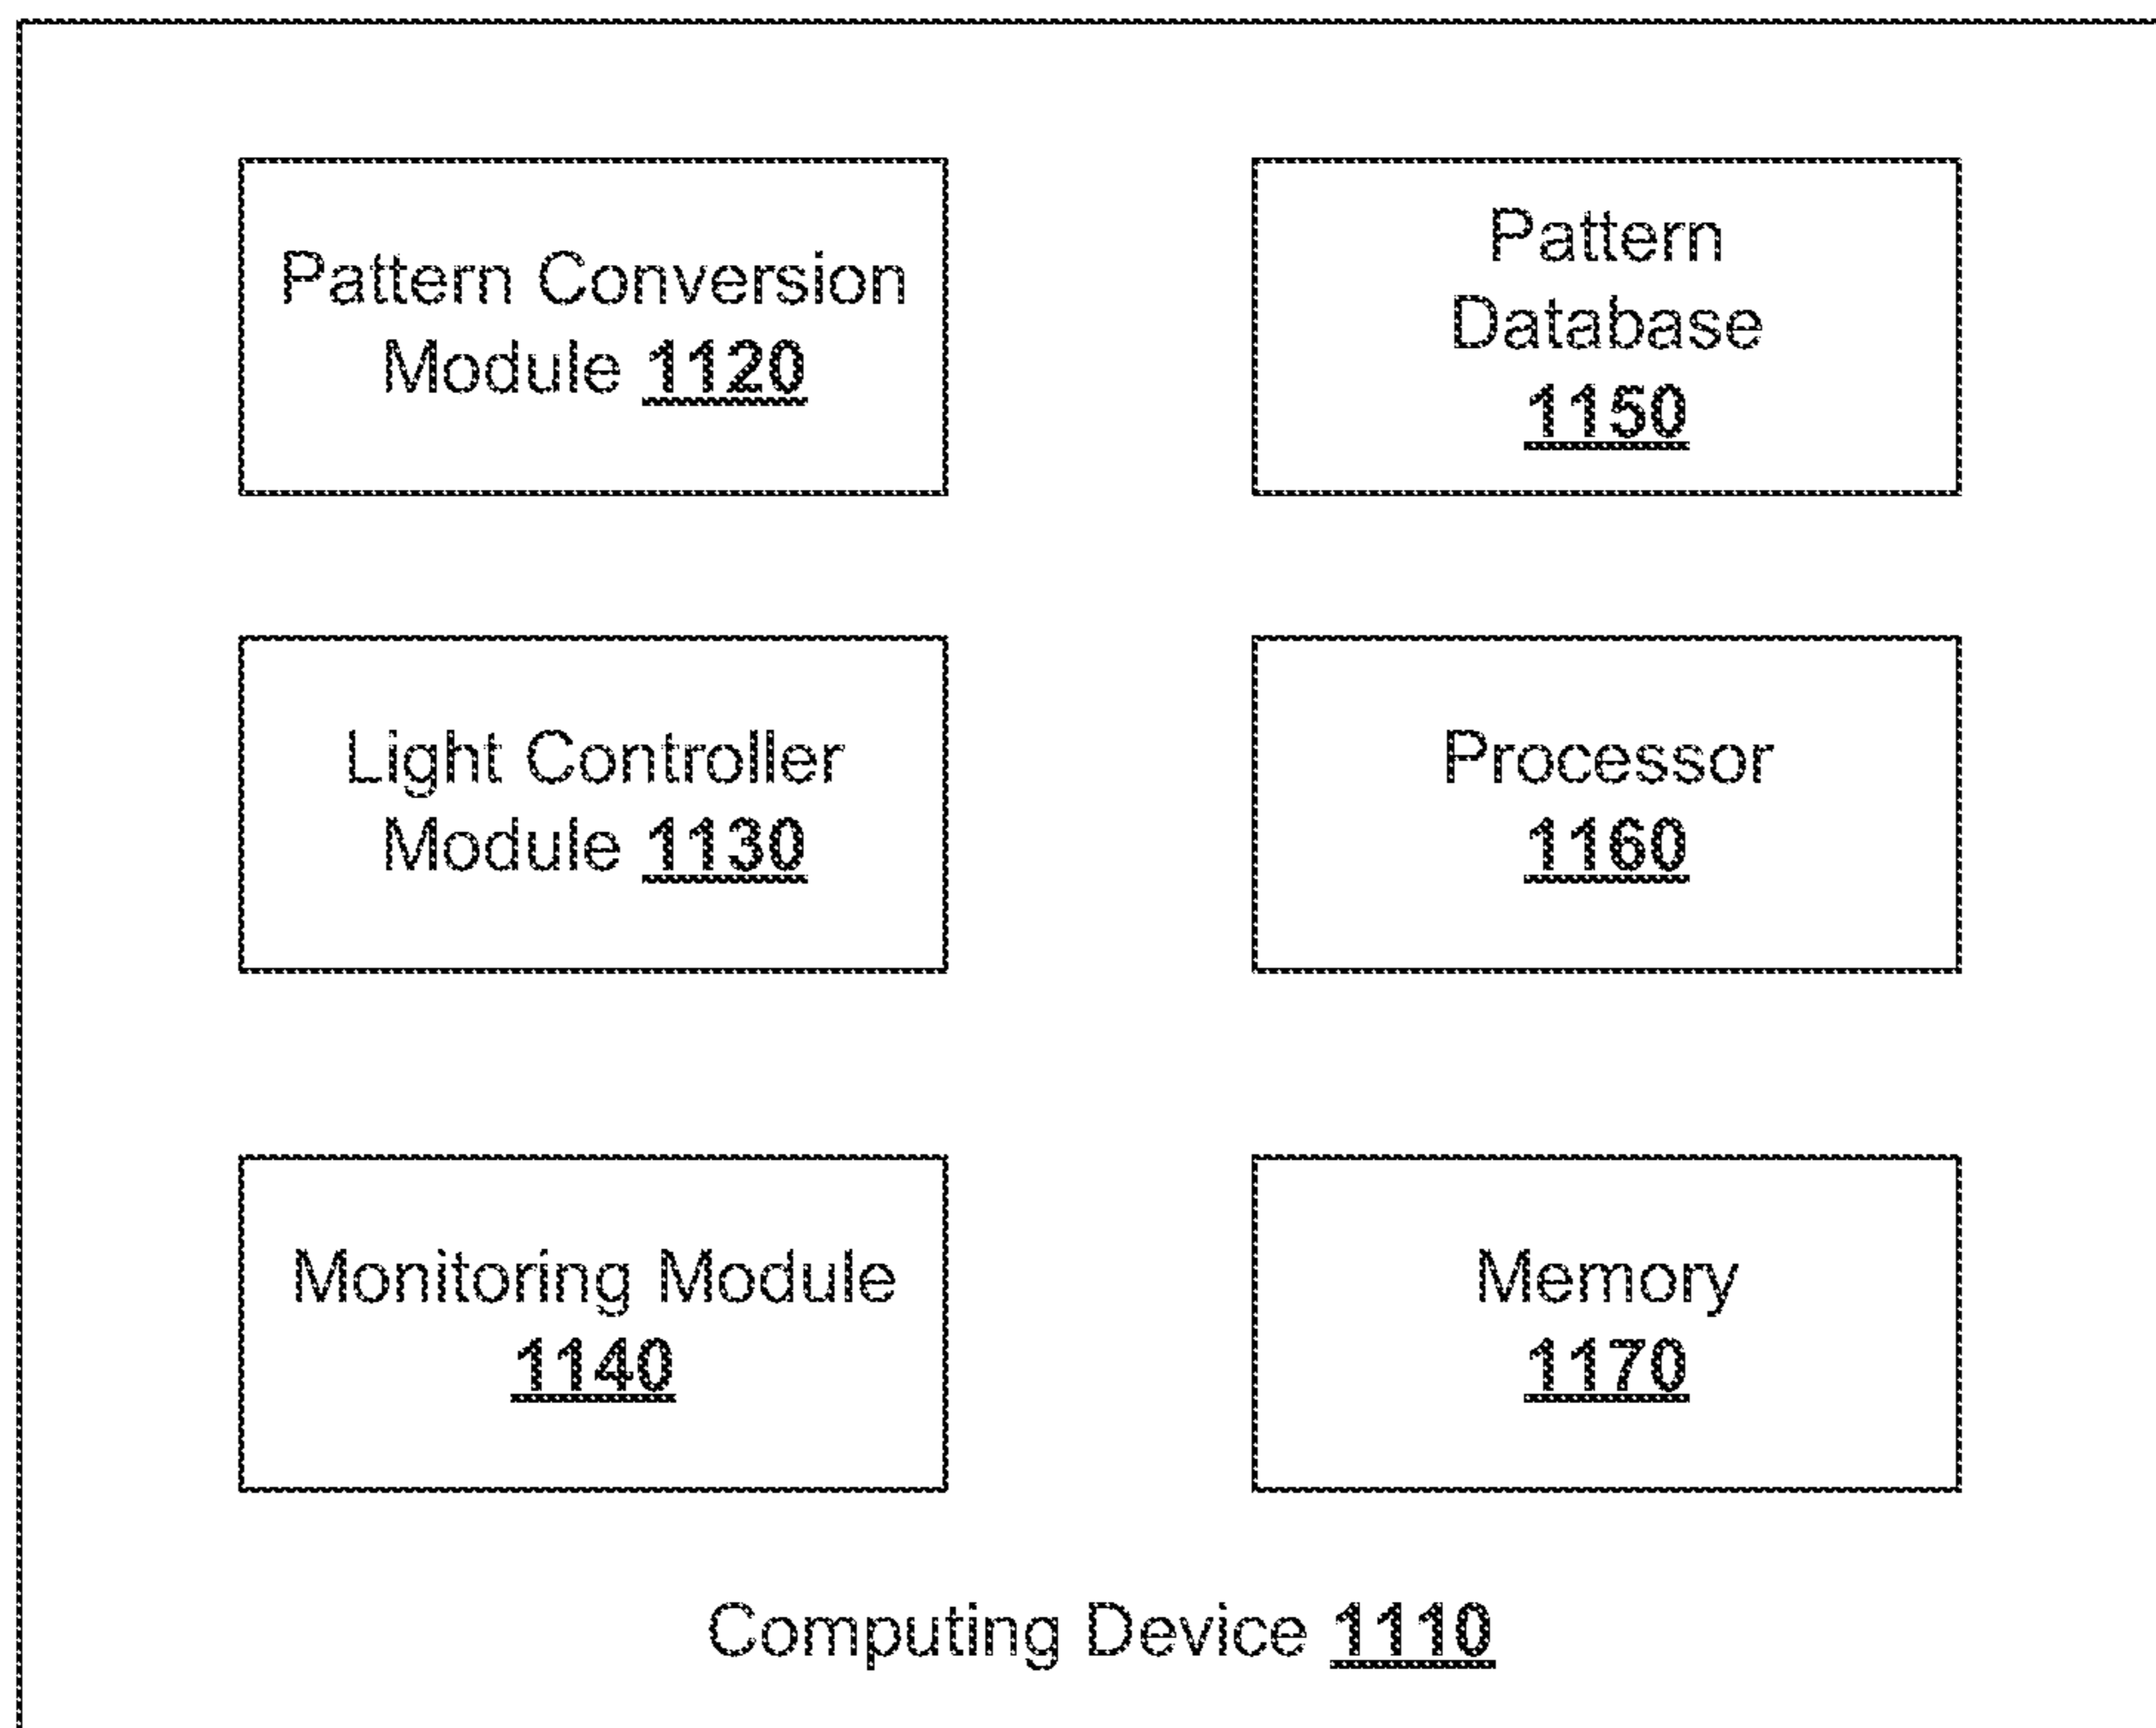 Pattern Conversion
Module 1120
Pattern
Database
1150
Light Controller
Module 1130
Processor
1160
Monitoring Module
1140
Memory
1170
Computing Device 1110